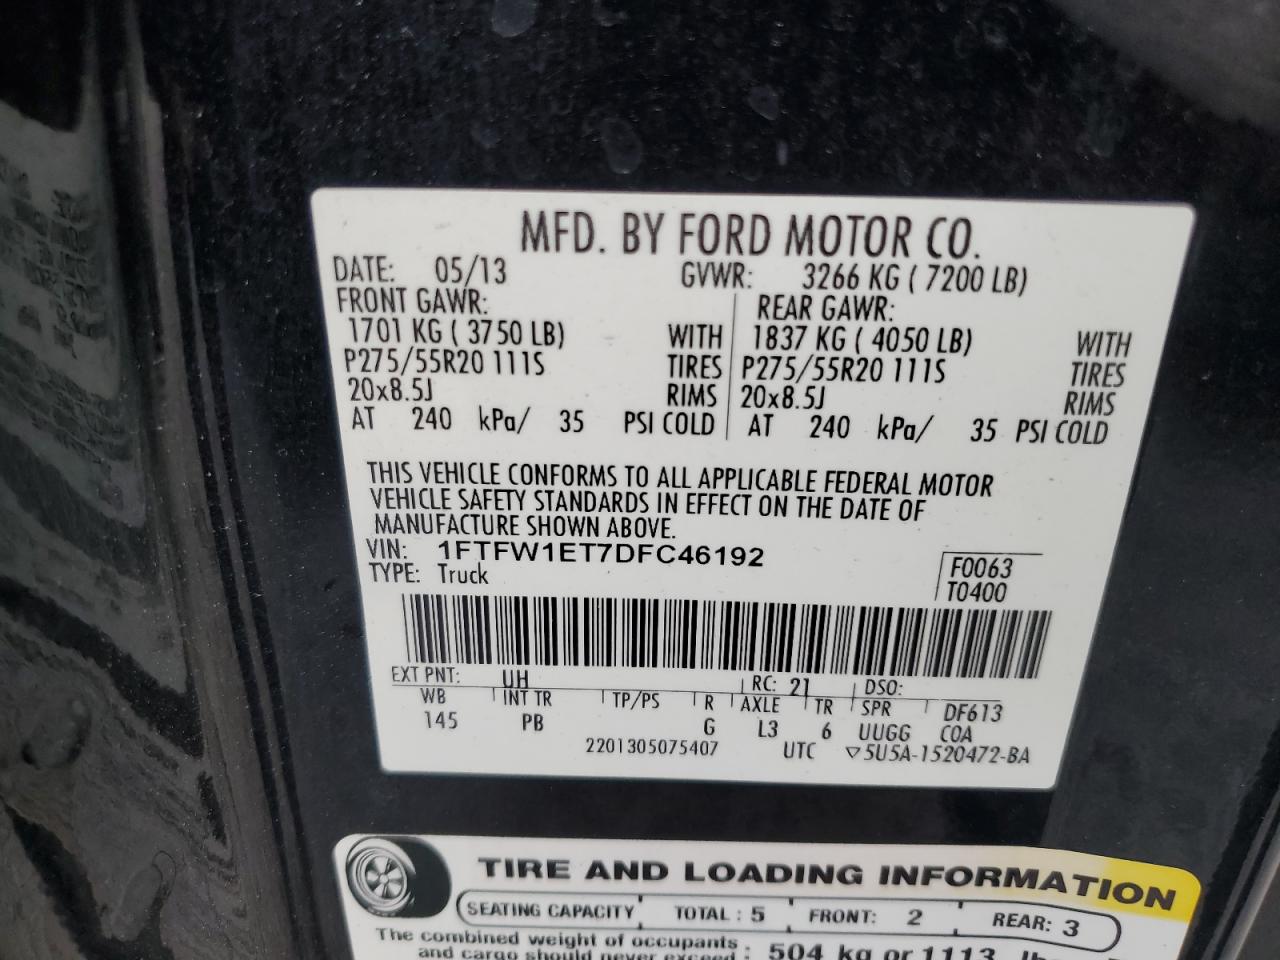 MFD. BY FORD MOTOR CO.
DATE: 05/13 GVWR: 3266 KG ( 7200 LB)
FRONT GAWR: REAR GAWR:
1701 KG ( 3750 LB) WITH 1837 KG ( 4050 LB) WITH
P275/55R20 111S TIRES P275/55R20 111S TIRES
20x8.5J RIMS 20x8.5J RIMS
AT 240 kPa/ 35 PSI COLD AT 240 kPa/ 35 PSI COLD
THIS VEHICLE CONFORMS TO ALL APPLICABLE FEDERAL MOTOR
VEHICLE SAFETY STANDARDS IN EFFECT ON THE DATE OF
MANUFACTURE SHOWN ABOVE.
VIN: 1FTFW1ET7DFC46192
TYPE: Truck
F0063
T0400
EXT PNT: UH RC: 21 DSO:
WB INT TR TP/PS R AXLE TR SPR DF613
145 PB G L3 6 UUGG COA
2201305075407 UTC ▽5U5A-1520472-BA
TIRE AND LOADING INFORMATION
SEATING CAPACITY TOTAL : 5 FRONT: 2 REAR: 3
The combined weight of occupants
and cargo should never exceed : 504 kg or 1113